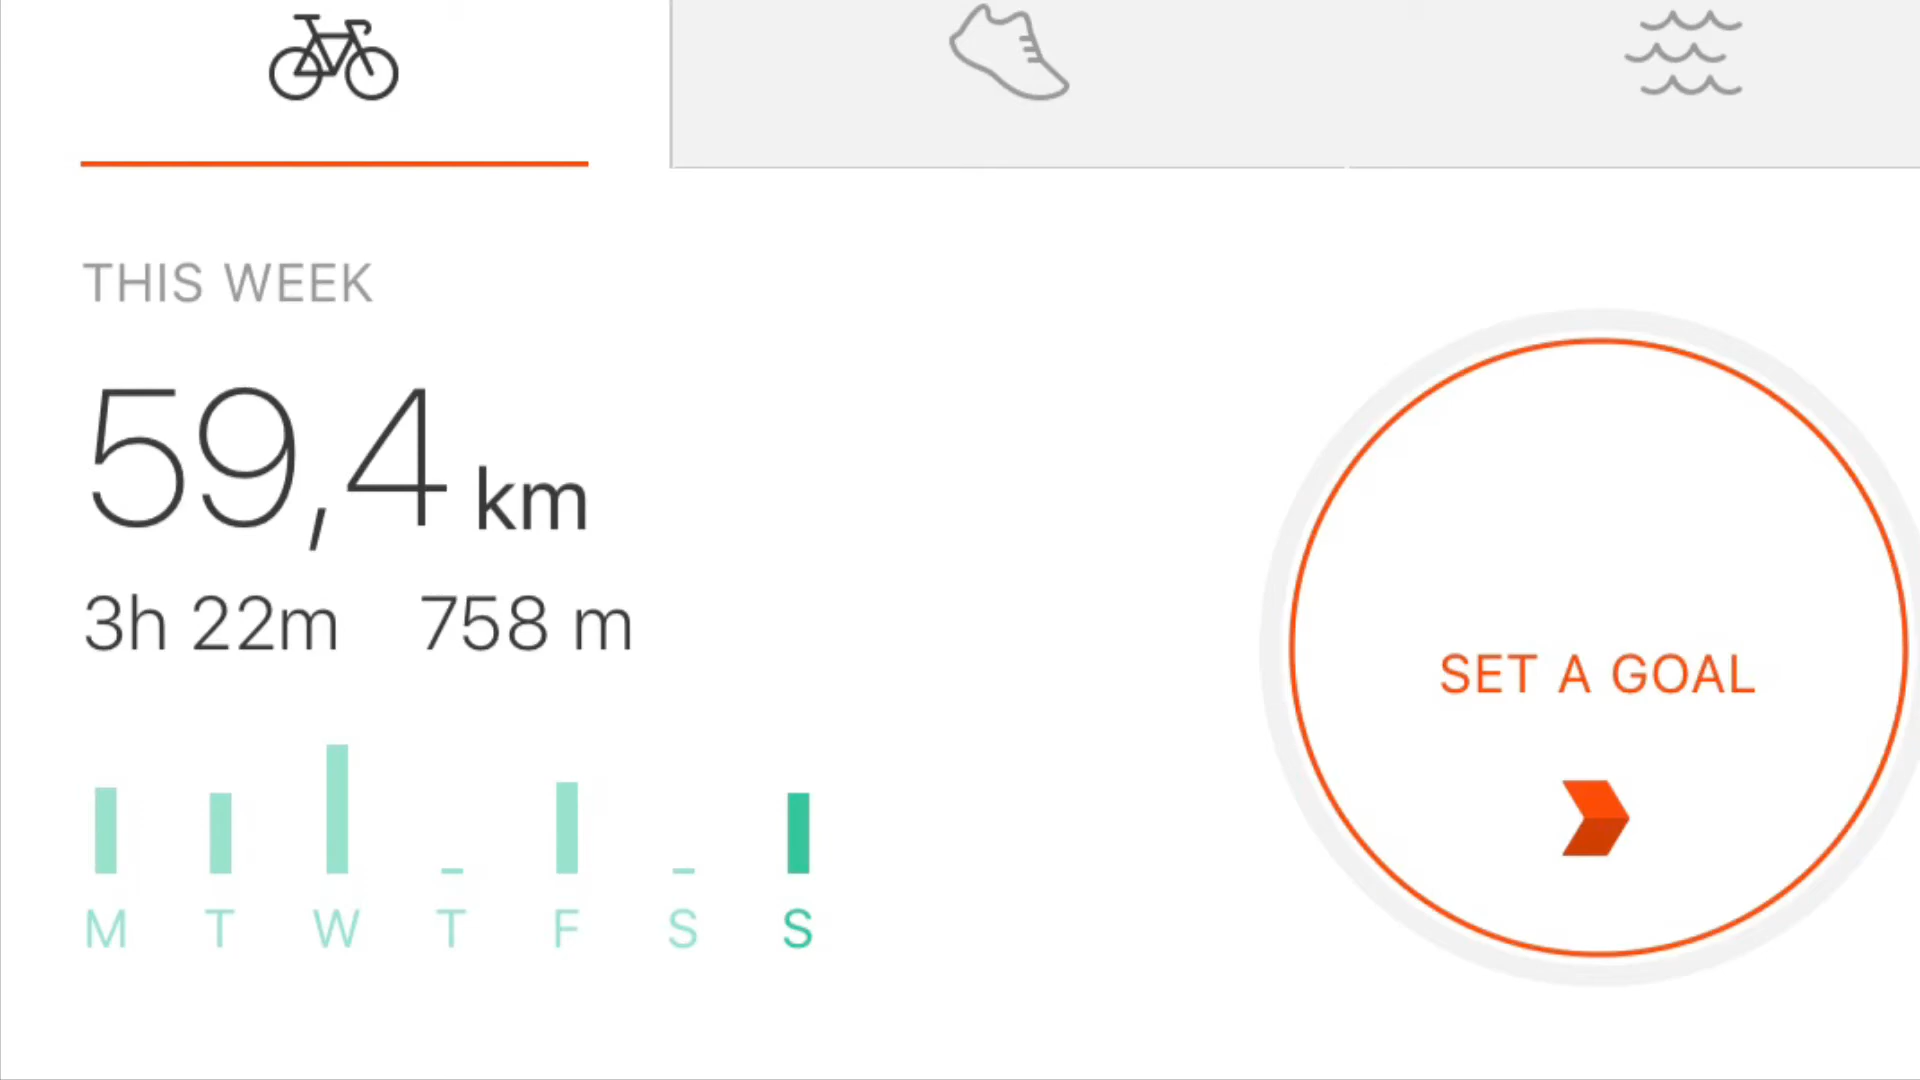 THIS WEEK
59,4 km
3h 22m 758 m
SET A GOAL
M T W T F S S